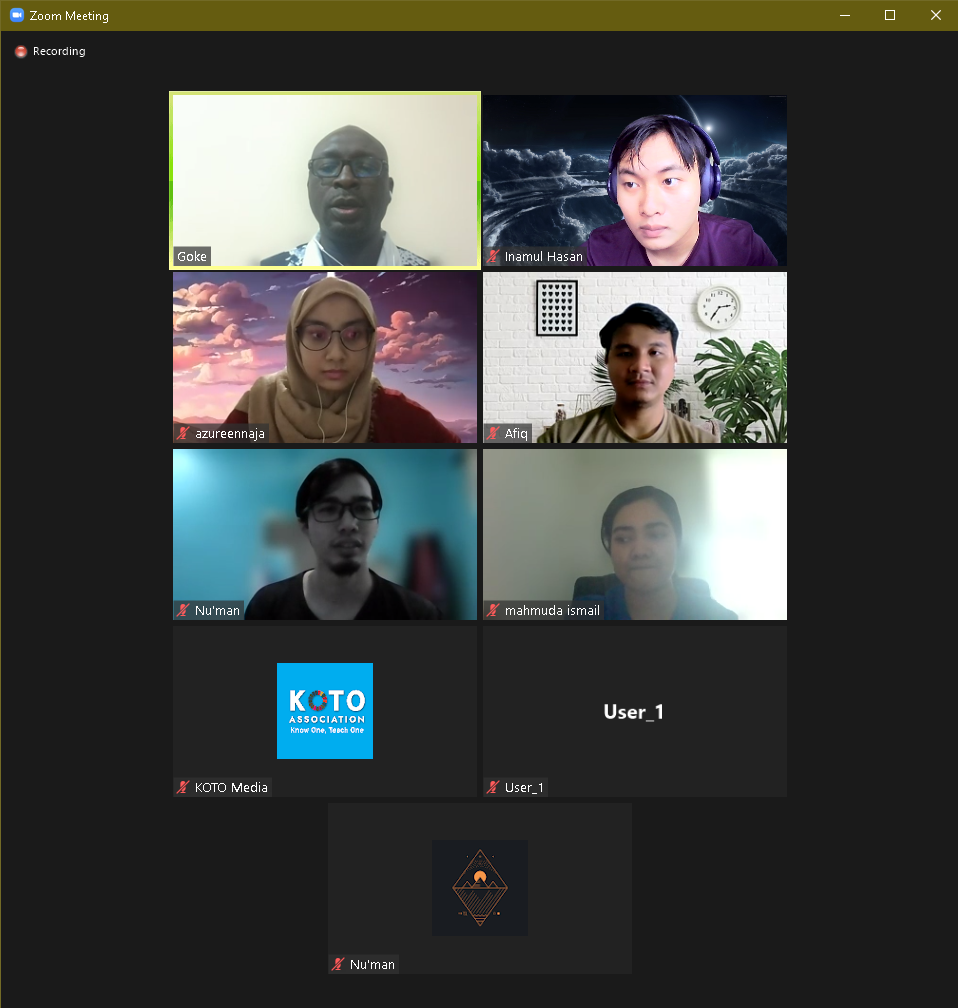 Zoom Meeting
Recording
Goke
Inamul Hasan
azureennaja
Afiq
Nu'man
mahmuda ismail
KOTO
ASSOCIATION
Know One, Teach One
KOTO Media
User_1
User_1
Nu'man